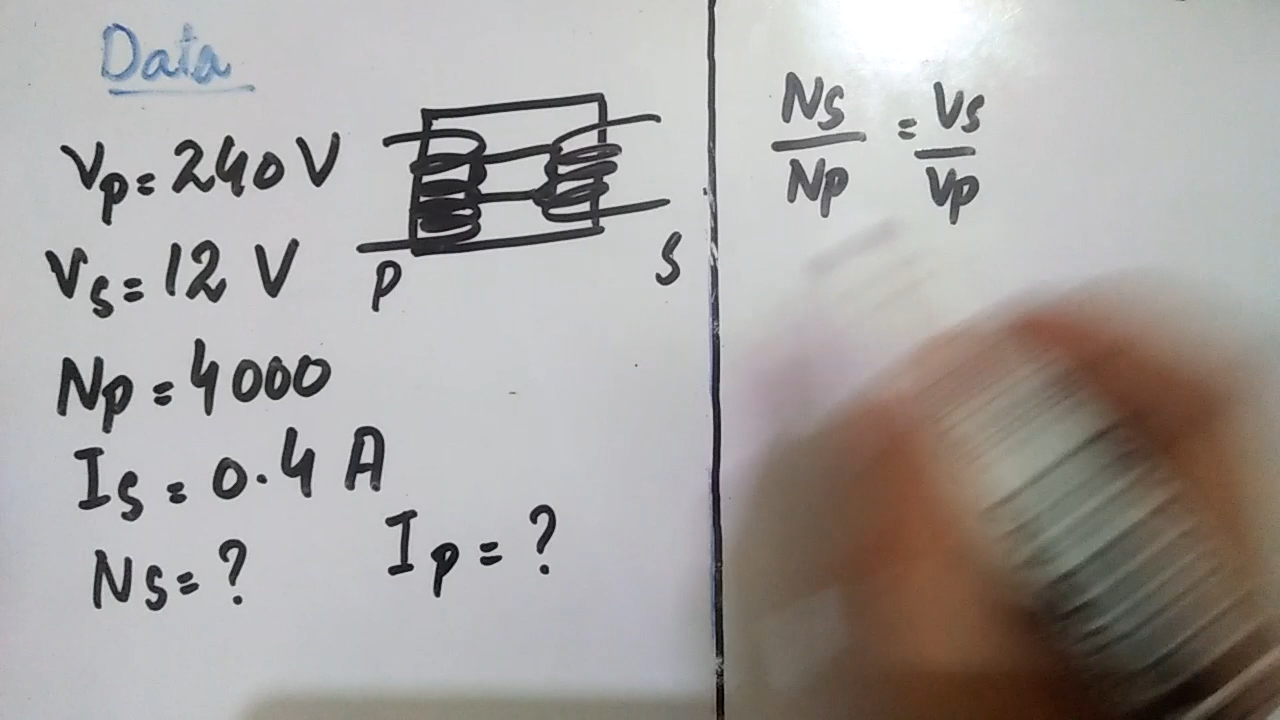 Data
Vp = 240 V
Vs = 12 V
P
S
Np = 4000
Is = 0.4 A
Ns = ?
Ip = ?
Ns/Np = Vs/Vp